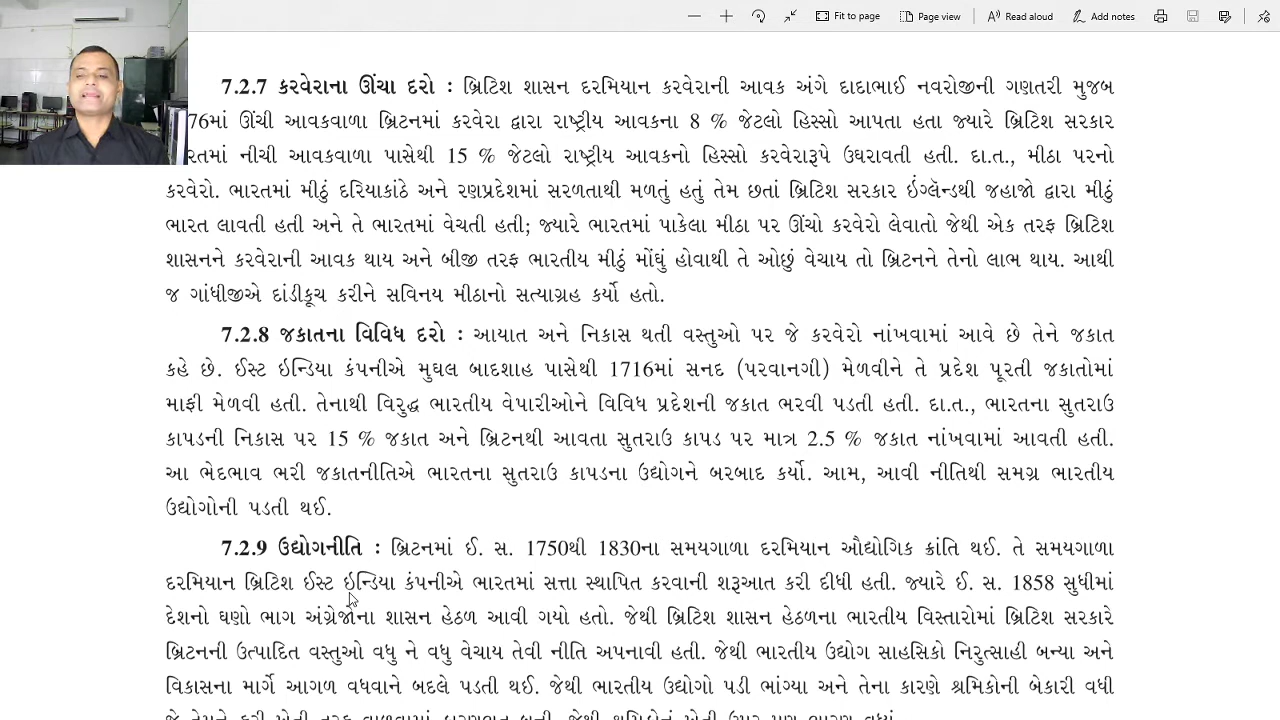 Fit to page
Page view
Read aloud
Add notes
7.2.7 કરવેરાના ઊંચા દરો : બ્રિટિશ શાસન દરમિયાન કરવેરાની આવક અંગે દાદાભાઈ નવરોજીની ગણતરી મુજબ
76માં ઊંચી આવકવાળા બ્રિટનમાં કરવેરા દ્વારા રાષ્ટ્રીય આવકના 8 % જેટલો હિસ્સો આપતા હતા જ્યારે બ્રિટિશ સરકાર
રતમાં નીચી આવકવાળા પાસેથી 15 % જેટલો રાષ્ટ્રીય આવકનો હિસ્સો કરવેરારૂપે ઉઘરાવતી હતી. દા.ત., મીઠા પરનો
કરવેરો. ભારતમાં મીઠું દરિયાકાંઠે અને રણપ્રદેશમાં સરળતાથી મળતું હતું તેમ છતાં બ્રિટિશ સરકાર ઇંગ્લૅન્ડથી જહાજો દ્વારા મીઠું
ભારત લાવતી હતી અને તે ભારતમાં વેચતી હતી; જ્યારે ભારતમાં પાકેલા મીઠા પર ઊંચો કરવેરો લેવાતો જેથી એક તરફ બ્રિટિશ
શાસનને કરવેરાની આવક થાય અને બીજી તરફ ભારતીય મીઠું મોંઘું હોવાથી તે ઓછું વેચાય તો બ્રિટનને તેનો લાભ થાય. આથી
જ ગાંધીજીએ દાંડીકૂચ કરીને સવિનય મીઠાનો સત્યાગ્રહ કર્યો હતો.
7.2.8 જકાતના વિવિધ દરો : આયાત અને નિકાસ થતી વસ્તુઓ પર જે કરવેરો નાંખવામાં આવે છે તેને જકાત
કહે છે. ઈસ્ટ ઇન્ડિયા કંપનીએ મુઘલ બાદશાહ પાસેથી 1716માં સનદ (પરવાનગી) મેળવીને તે પ્રદેશ પૂરતી જકાતોમાં
માફી મેળવી હતી. તેનાથી વિરુદ્ધ ભારતીય વેપારીઓને વિવિધ પ્રદેશની જકાત ભરવી પડતી હતી. દા.ત., ભારતના સુતરાઉ
કાપડની નિકાસ પર 15 % જકાત અને બ્રિટનથી આવતા સુતરાઉ કાપડ પર માત્ર 2.5 % જકાત નાંખવામાં આવતી હતી.
આ ભેદભાવ ભરી જકાતનીતિએ ભારતના સુતરાઉ કાપડના ઉદ્યોગને બરબાદ કર્યો. આમ, આવી નીતિથી સમગ્ર ભારતીય
ઉદ્યોગોની પડતી થઈ.
7.2.9 ઉદ્યોગનીતિ : બ્રિટનમાં ઈ. સ. 1750થી 1830ના સમયગાળા દરમિયાન ઔદ્યોગિક ક્રાંતિ થઈ. તે સમયગાળા
દરમિયાન બ્રિટિશ ઈસ્ટ ઇન્ડિયા કંપનીએ ભારતમાં સત્તા સ્થાપિત કરવાની શરૂઆત કરી દીધી હતી. જ્યારે ઈ. સ. 1858 સુધીમાં
દેશનો ઘણો ભાગ અંગ્રેજોના શાસન હેઠળ આવી ગયો હતો. જેથી બ્રિટિશ શાસન હેઠળના ભારતીય વિસ્તારોમાં બ્રિટિશ સરકારે
બ્રિટનની ઉત્પાદિત વસ્તુઓ વધુ ને વધુ વેચાય તેવી નીતિ અપનાવી હતી. જેથી ભારતીય ઉદ્યોગ સાહસિકો નિરુત્સાહી બન્યા અને
વિકાસના માર્ગે આગળ વધવાને બદલે પડતી થઈ. જેથી ભારતીય ઉદ્યોગો પડી ભાંગ્યા અને તેના કારણે શ્રમિકોની બેકારી વધી